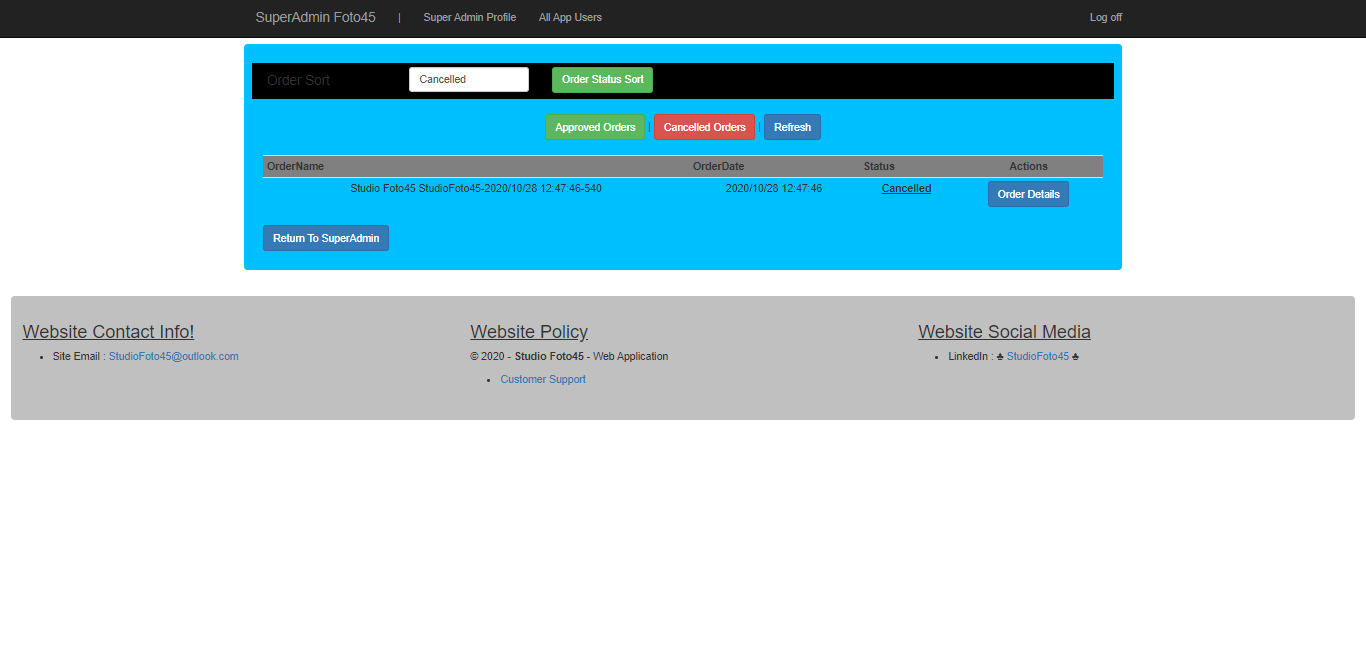 SuperAdmin Foto45 | Super Admin Profile All App Users Log off
Order Sort Cancelled Order Status Sort
Approved Orders | Cancelled Orders | Refresh
OrderName OrderDate Status Actions
Studio Foto45 StudioFoto45-2020/10/28 12:47:46-540 2020/10/28 12:47:46 Cancelled Order Details
Return To SuperAdmin
Website Contact Info!
• Site Email : StudioFoto45@outlook.com
Website Policy
© 2020 - Studio Foto45 - Web Application
• Customer Support
Website Social Media
• LinkedIn : ♣ StudioFoto45 ♣